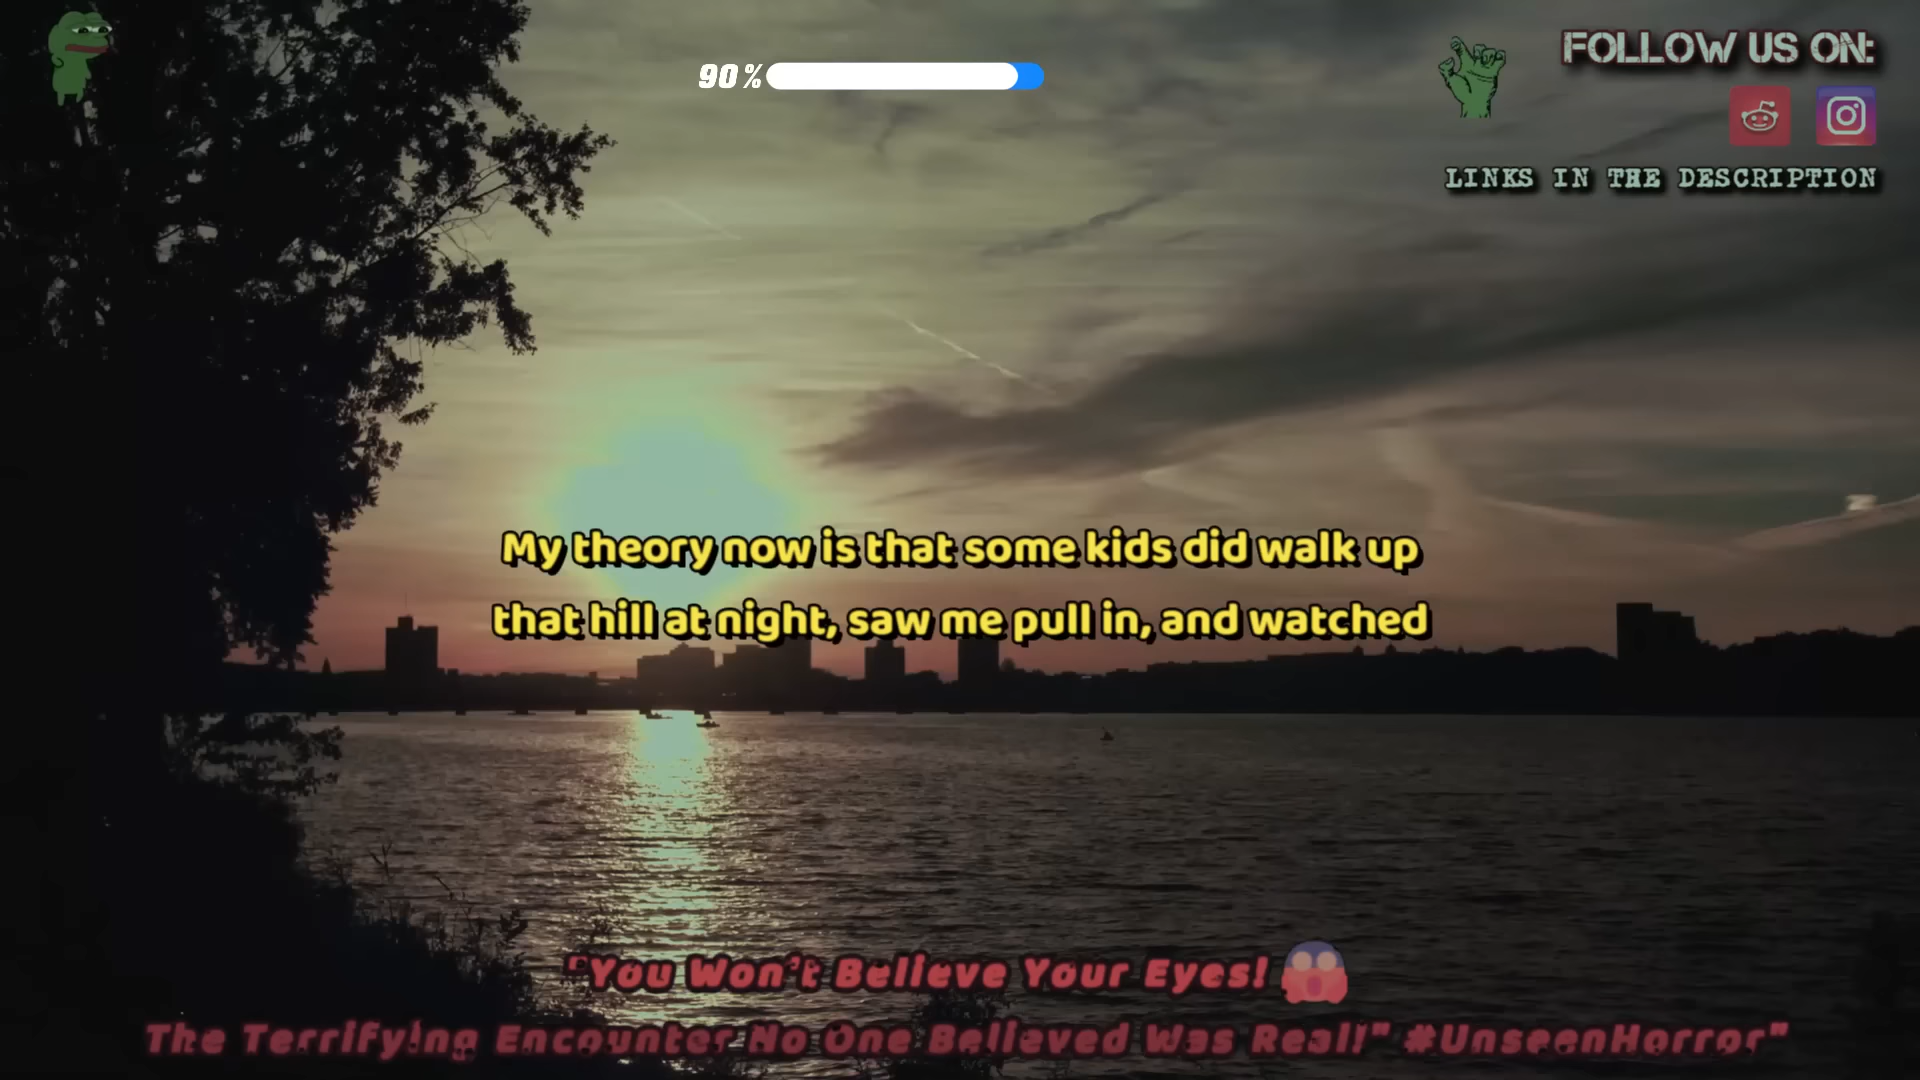 90%
FOLLOW US ON:
LINKS IN THE DESCRIPTION
My theory now is that some kids did walk up
that hill at night, saw me pull in, and watched
"You Won't Believe Your Eyes!
The Terrifying Encounter No One Believed Was Real!" #UnseenHorror"